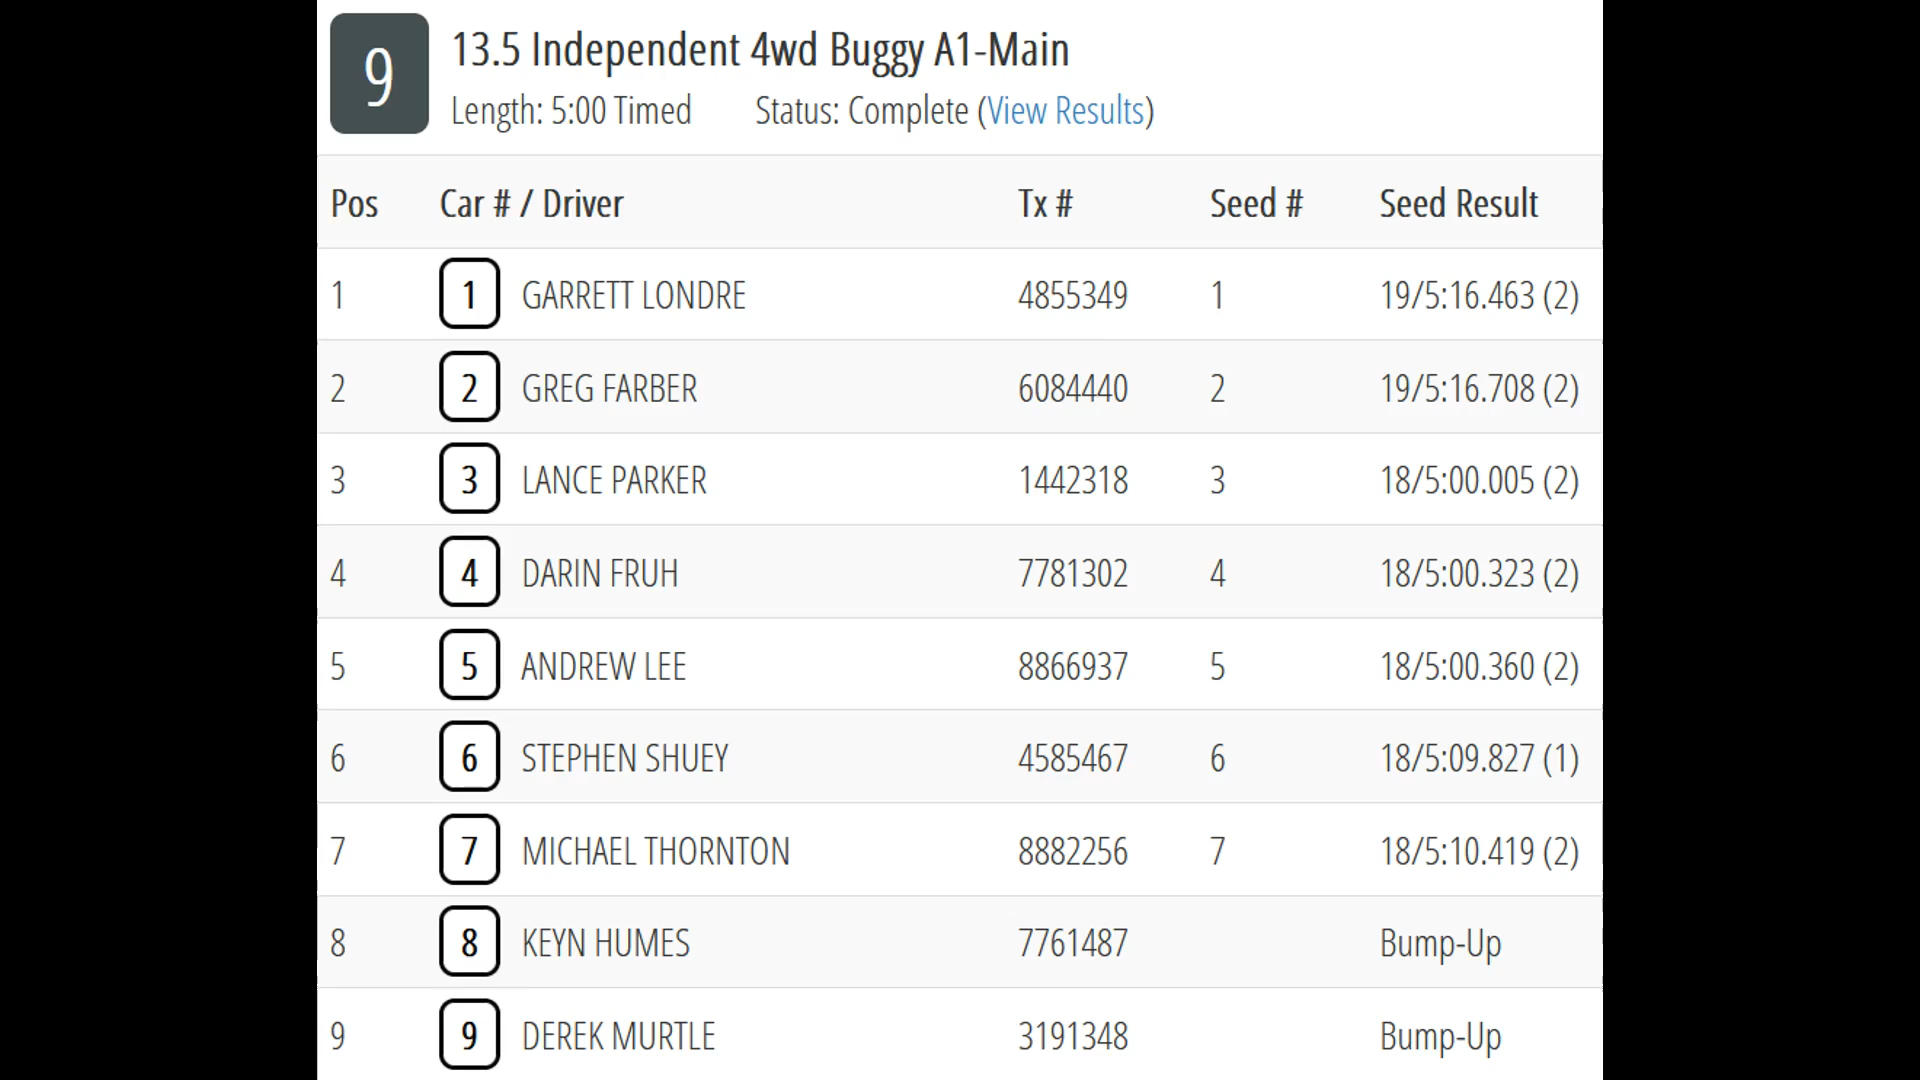 9
13.5 Independent 4wd Buggy A1-Main
Length: 5:00 Timed Status: Complete (View Results)
Pos Car # / Driver Tx # Seed # Seed Result
1 1 GARRETT LONDRE 4855349 1 19/5:16.463 (2)
2 2 GREG FARBER 6084440 2 19/5:16.708 (2)
3 3 LANCE PARKER 1442318 3 18/5:00.005 (2)
4 4 DARIN FRUH 7781302 4 18/5:00.323 (2)
5 5 ANDREW LEE 8866937 5 18/5:00.360 (2)
6 6 STEPHEN SHUEY 4585467 6 18/5:09.827 (1)
7 7 MICHAEL THORNTON 8882256 7 18/5:10.419 (2)
8 8 KEYN HUMES 7761487 Bump-Up
9 9 DEREK MURTLE 3191348 Bump-Up